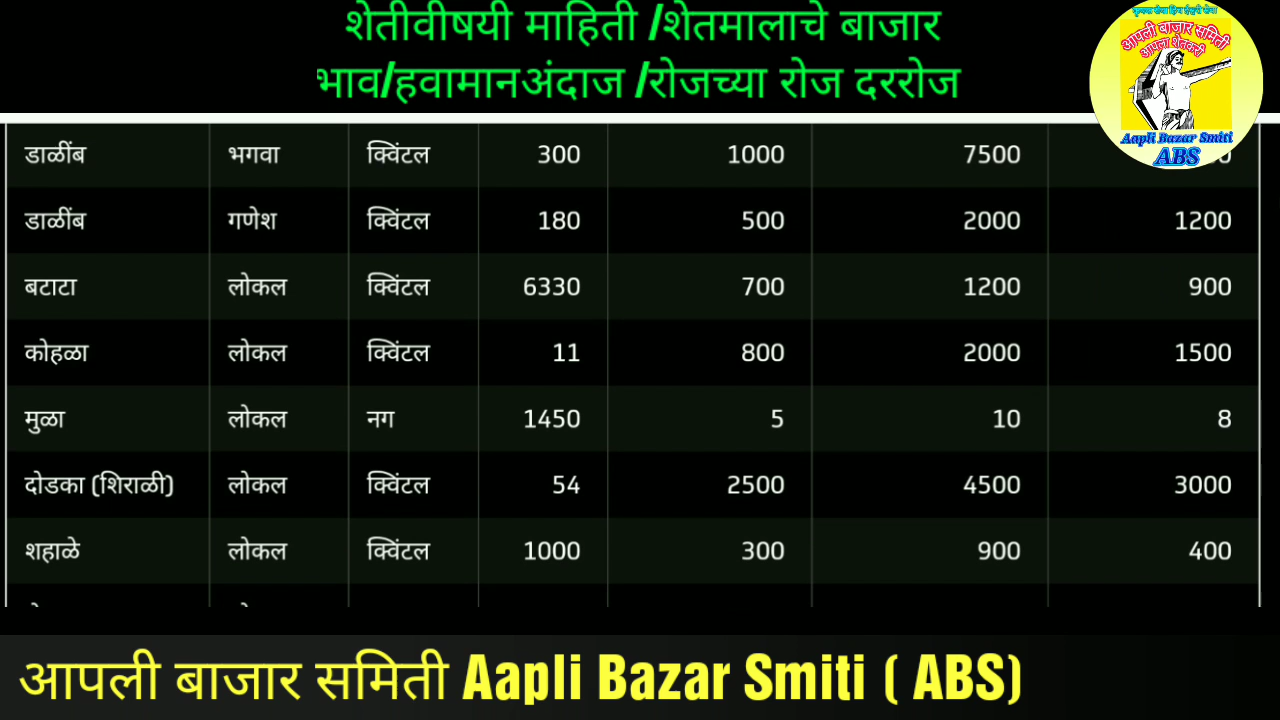 शेतीवीषयी माहिती /शेतमालाचे बाजार
भाव/हवामानअंदाज /रोजच्या रोज दररोज
आपली बाजार समिती
आपला शेतकरी
Aapli Bazar Smiti
ABS
डाळींब भगवा क्विंटल 300 1000 7500
डाळींब गणेश क्विंटल 180 500 2000 1200
बटाटा लोकल क्विंटल 6330 700 1200 900
कोहळा लोकल क्विंटल 11 800 2000 1500
मुळा लोकल नग 1450 5 10 8
दोडका (शिराळी) लोकल क्विंटल 54 2500 4500 3000
शहाळे लोकल क्विंटल 1000 300 900 400
आपली बाजार समिती Aapli Bazar Smiti ( ABS)